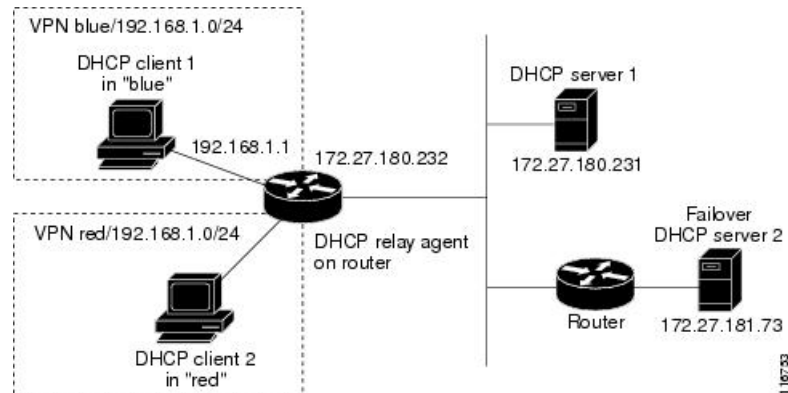 VPN blue/192.168.1.0/24
DHCP client 1
in "blue"
192.168.1.1
172.27.180.232
DHCP server 1
172.27.180.231
VPN red/192.168.1.0/24
DHCP relay agent
on router
Failover
DHCP server 2
Router
172.27.181.73
DHCP client 2
in "red"
116753